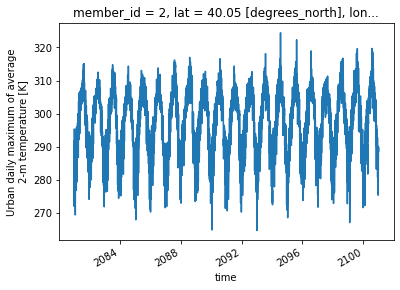 member_id = 2, lat = 40.05 [degrees_north], lon...
Urban daily maximum of average
2-m temperature [K]
320
310
300
290
280
270
2084
2088
2092
2096
2100
time